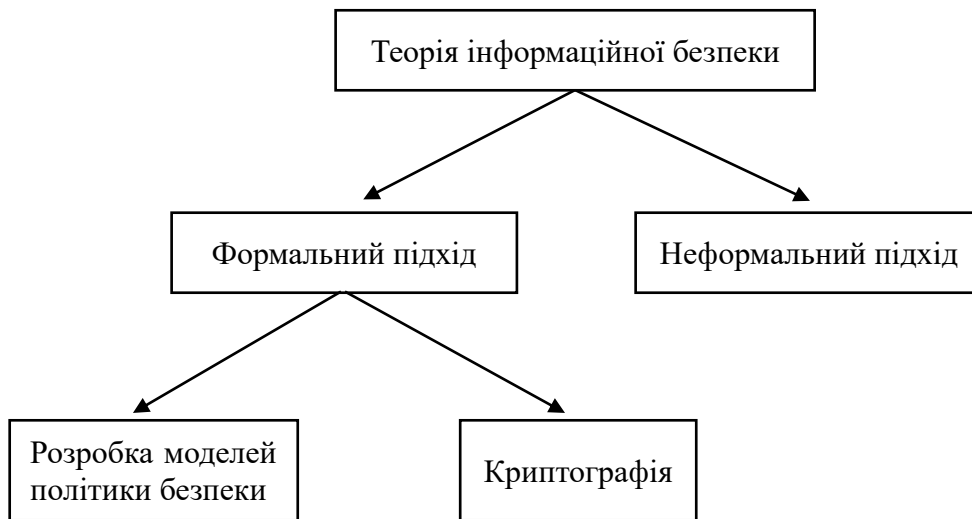 Теорія інформаційної безпеки
Формальний підхід
Неформальний підхід
Розробка моделей
політики безпеки
Криптографія